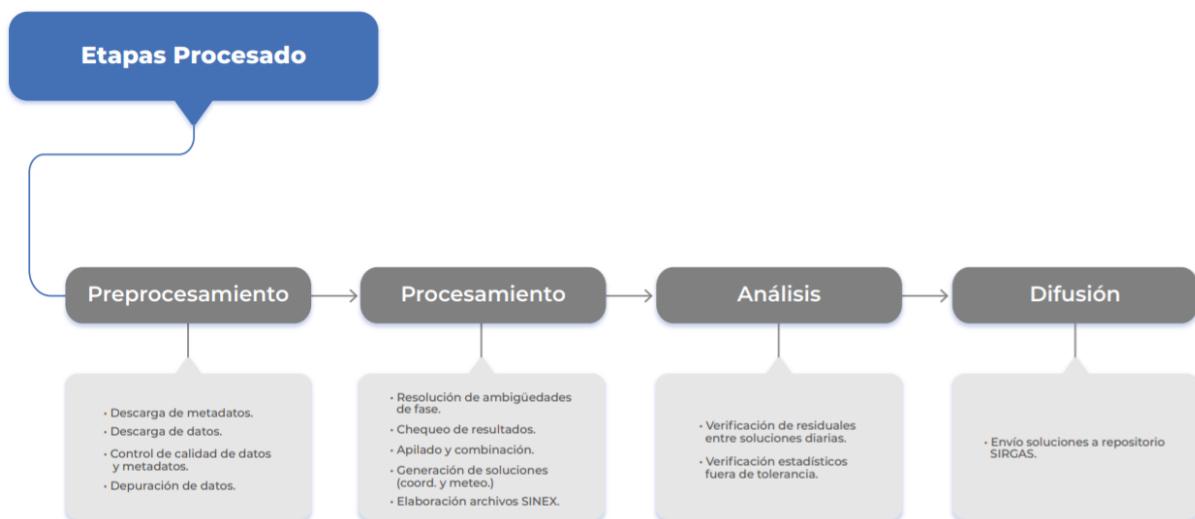 Etapas Procesado
Preprocesamiento
Procesamiento
Análisis
Difusión
• Descarga de metadatos.
• Descarga de datos.
• Control de calidad de datos
y metadatos.
• Depuración de datos.
• Resolución de ambigüedades
de fase.
• Chequeo de resultados.
• Apilado y combinación.
• Generación de soluciones
(coord. y meteo.)
• Elaboración archivos SINEX.
• Verificación de residuales
entre soluciones diarias.
• Verificación estadísticos
fuera de tolerancia.
• Envío soluciones a repositorio
SIRGAS.